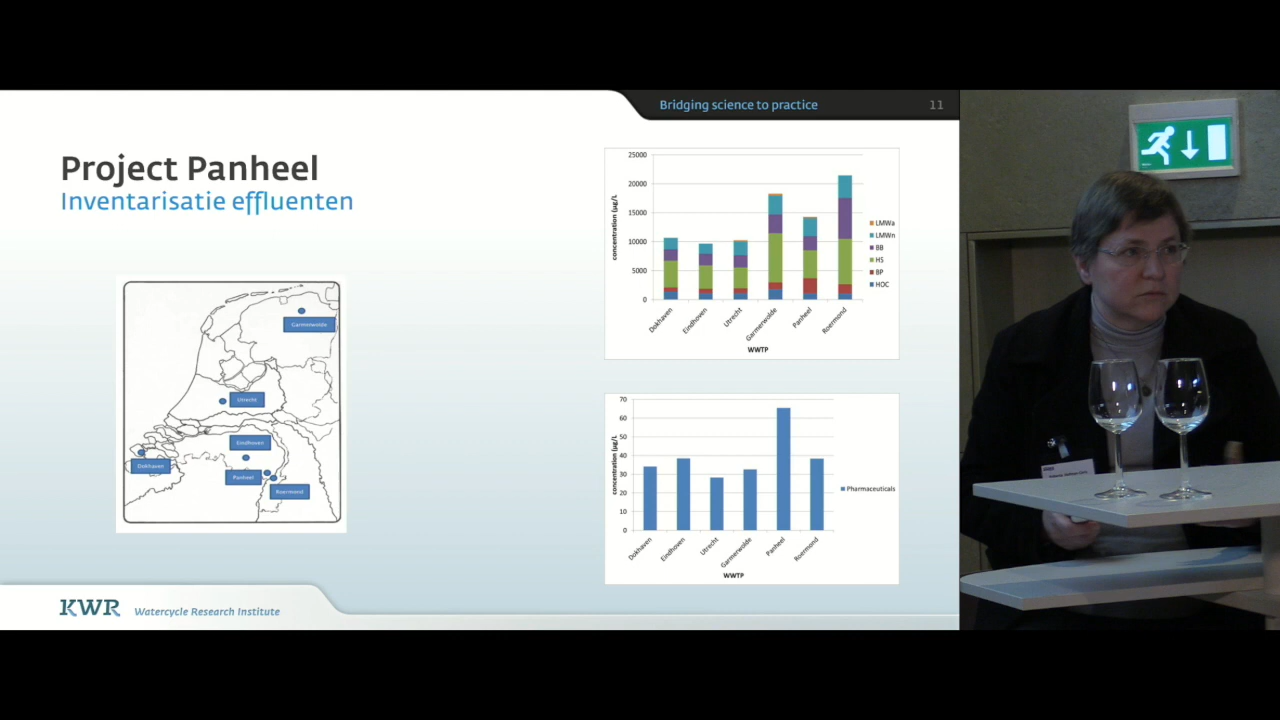 Bridging science to practice
11
Project Panheel
Inventarisatie effluenten
Garmerwolde
Utrecht
Eindhoven
Dokhaven
Panheel
Roermond
concentration (µg/L
25000
20000
15000
10000
5000
0
LMWa
LMWn
BB
HS
BP
HOC
Dokhaven
Eindhoven
Utrecht
Garmerwolde
Panheel
Roermond
WWTP
concentration (µg/L
70
60
50
40
30
20
10
0
Pharmaceuticals
Dokhaven
Eindhoven
Utrecht
Garmerwolde
Panheel
Roermond
WWTP
KWR
Watercycle Research Institute